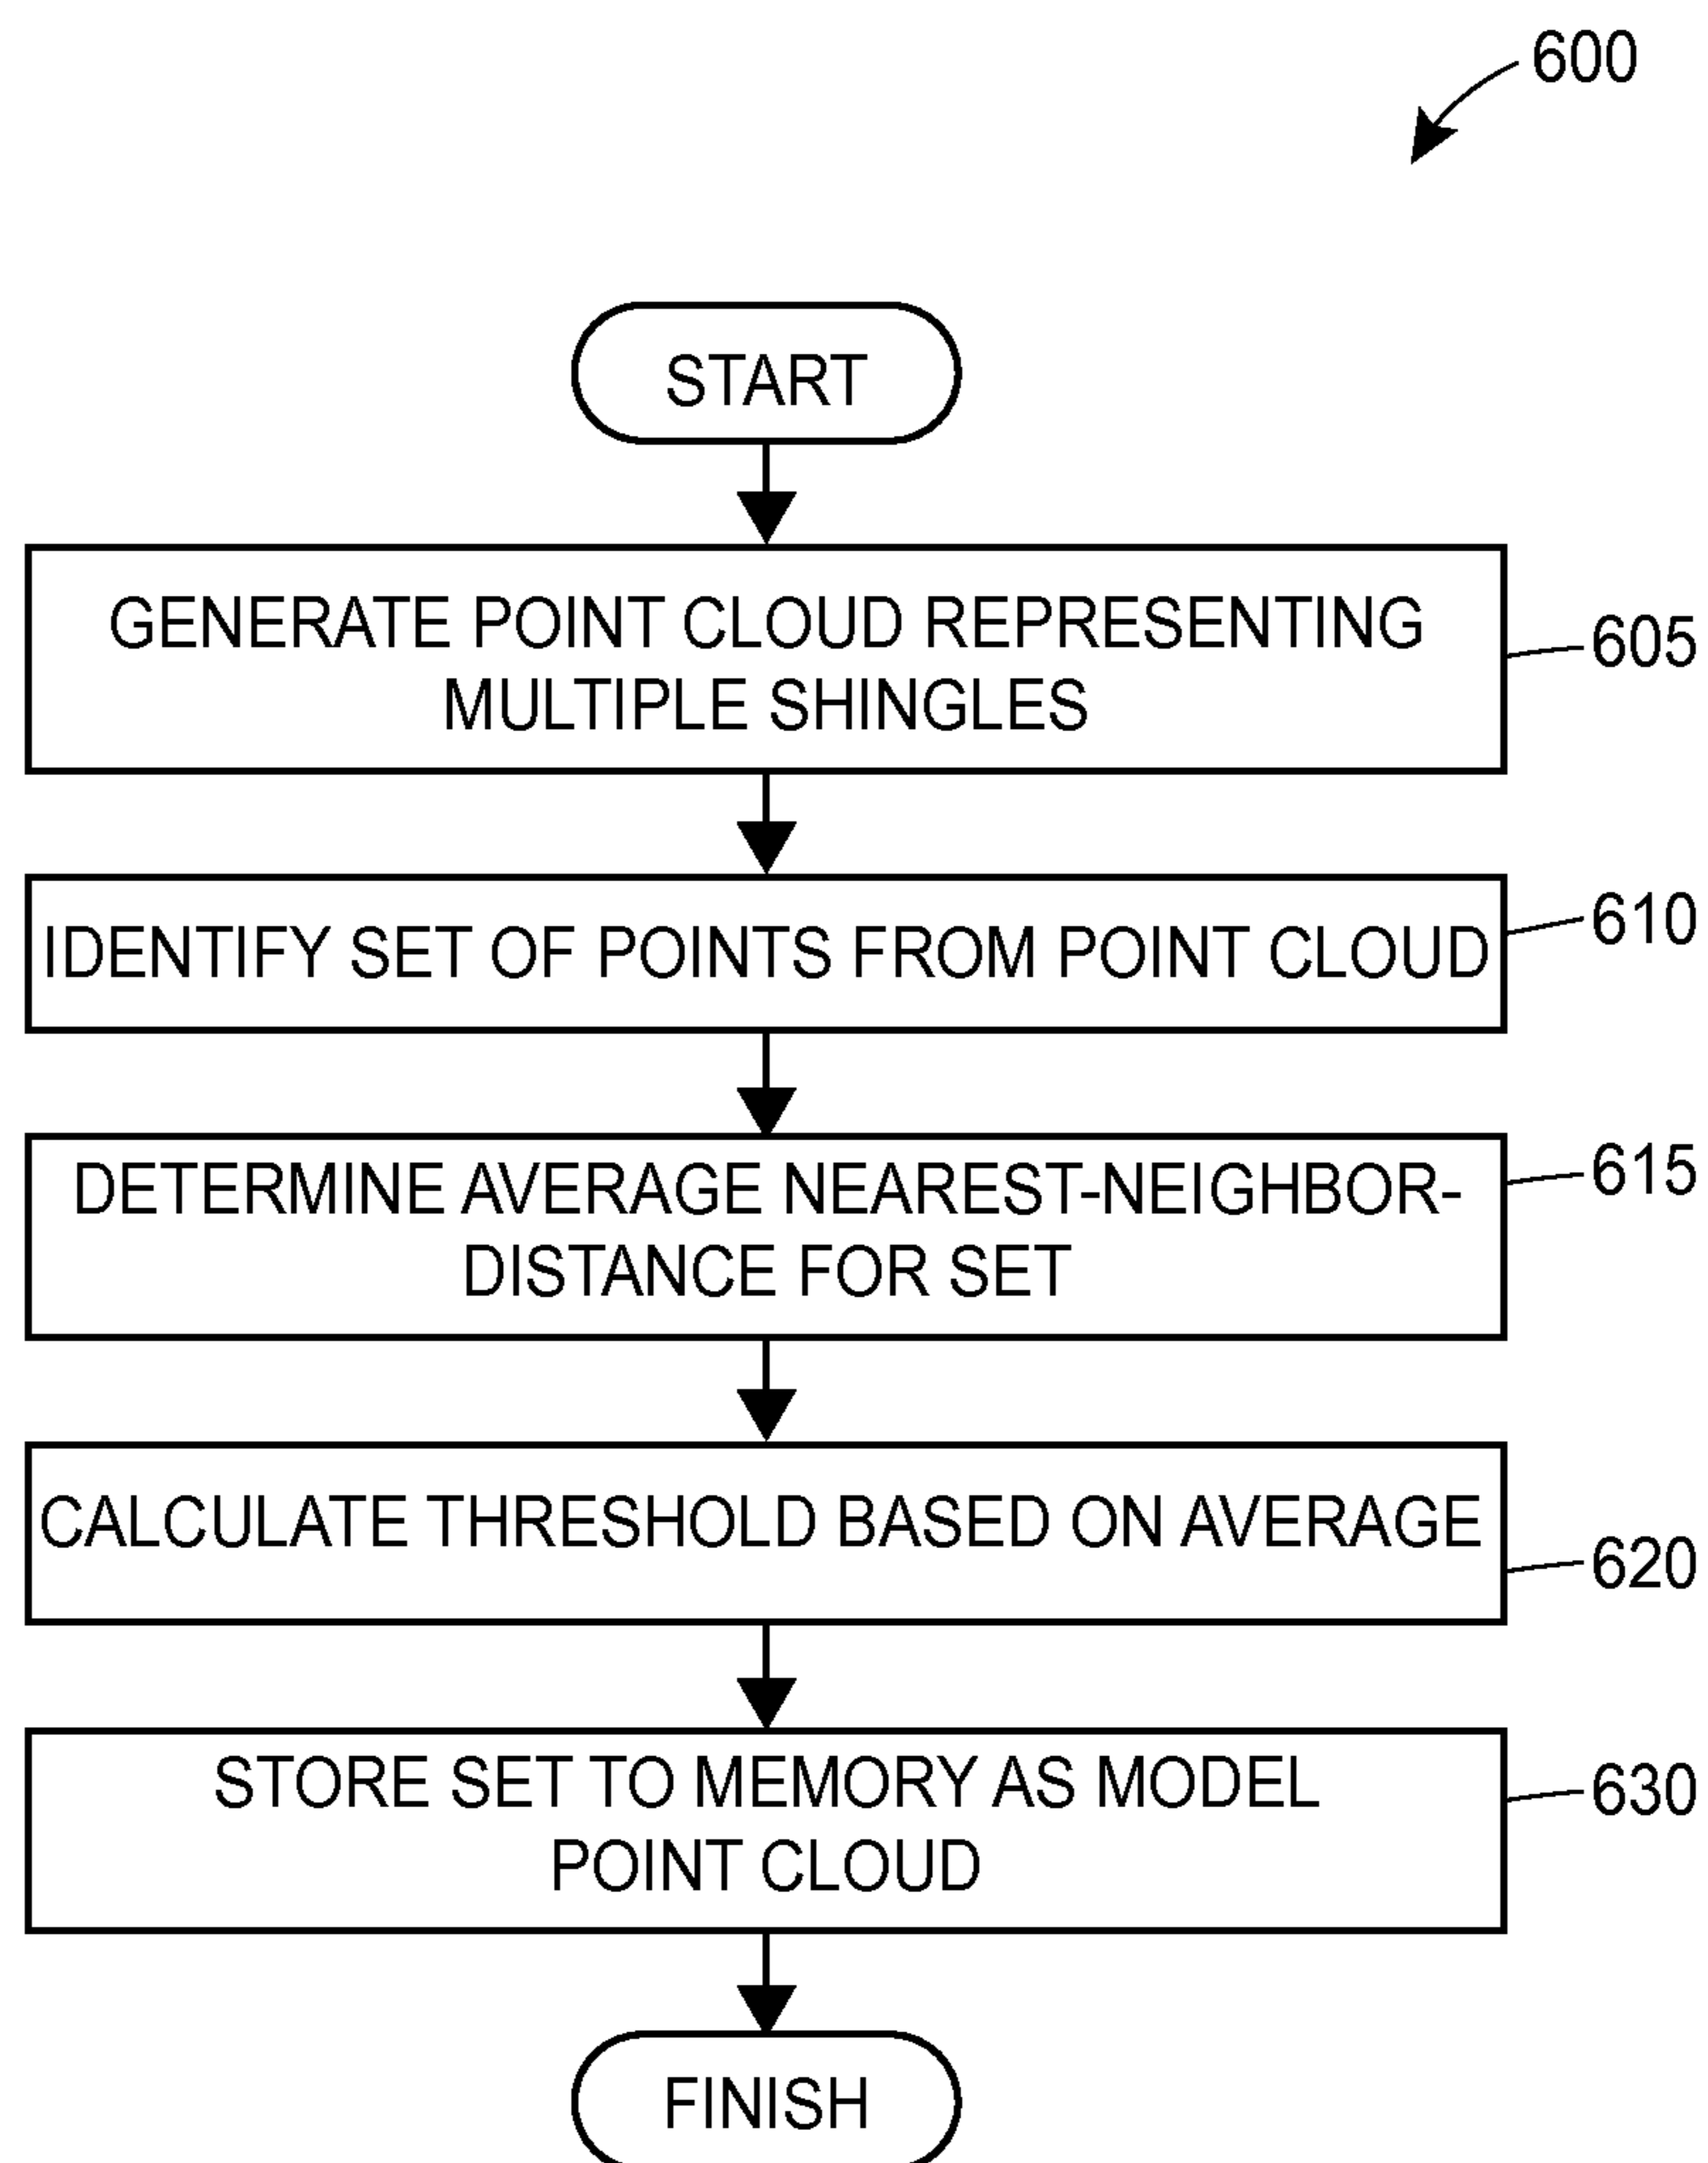 600
START
GENERATE POINT CLOUD REPRESENTING
MULTIPLE SHINGLES
605
IDENTIFY SET OF POINTS FROM POINT CLOUD
610
DETERMINE AVERAGE NEAREST-NEIGHBOR-
DISTANCE FOR SET
615
CALCULATE THRESHOLD BASED ON AVERAGE
620
STORE SET TO MEMORY AS MODEL
POINT CLOUD
630
FINISH